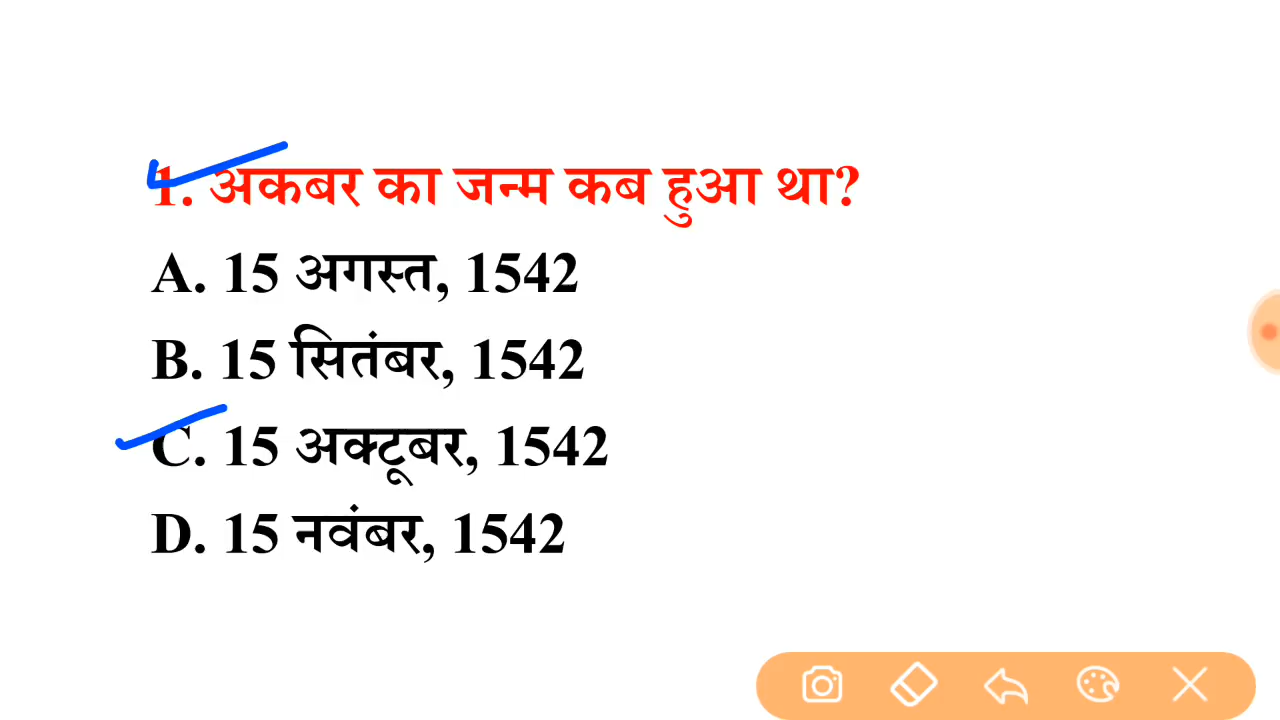 1. अकबर का जन्म कब हुआ था?
A. 15 अगस्त, 1542
B. 15 सितंबर, 1542
C. 15 अक्टूबर, 1542
D. 15 नवंबर, 1542